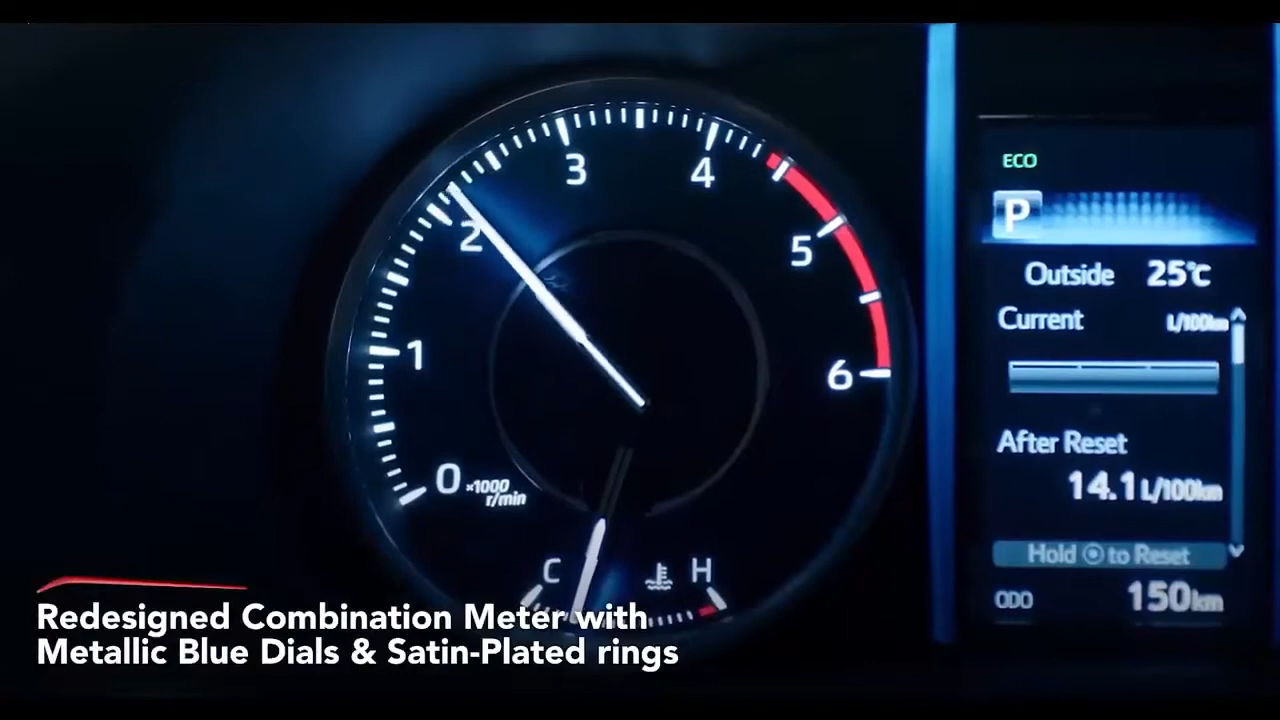 3
4
2
5
1
6
0 ×1000
r/min
C
H
ECO
P
Outside 25℃
Current L/100km
After Reset
14.1 L/100km
Hold ⦿ to Reset
ODO 150km
Redesigned Combination Meter with
Metallic Blue Dials & Satin-Plated rings